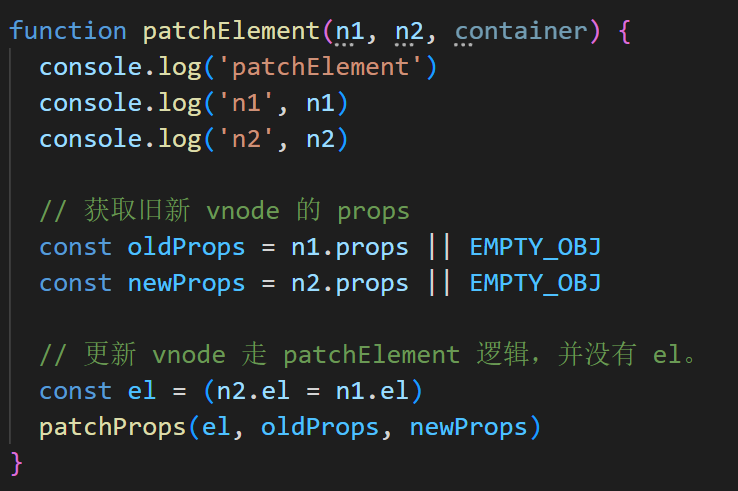 function patchElement(n1, n2, container) {
console.log('patchElement')
console.log('n1', n1)
console.log('n2', n2)
// 获取旧新 vnode 的 props
const oldProps = n1.props || EMPTY_OBJ
const newProps = n2.props || EMPTY_OBJ
// 更新 vnode 走 patchElement 逻辑，并没有 el。
const el = (n2.el = n1.el)
patchProps(el, oldProps, newProps)
}